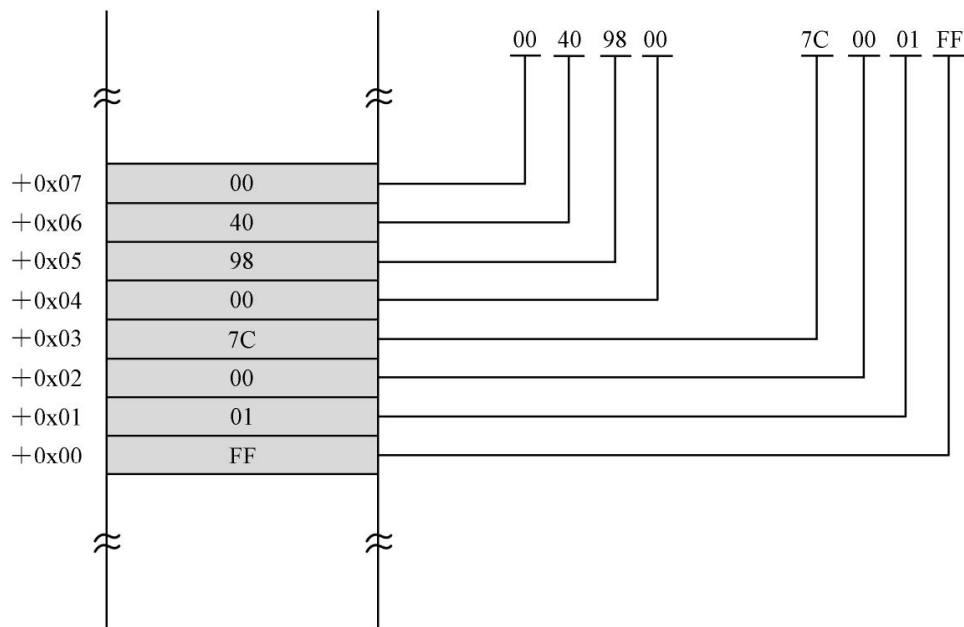 00 40 98 00 7C 00 01 FF
+0x07 00
+0x06 40
+0x05 98
+0x04 00
+0x03 7C
+0x02 00
+0x01 01
+0x00 FF